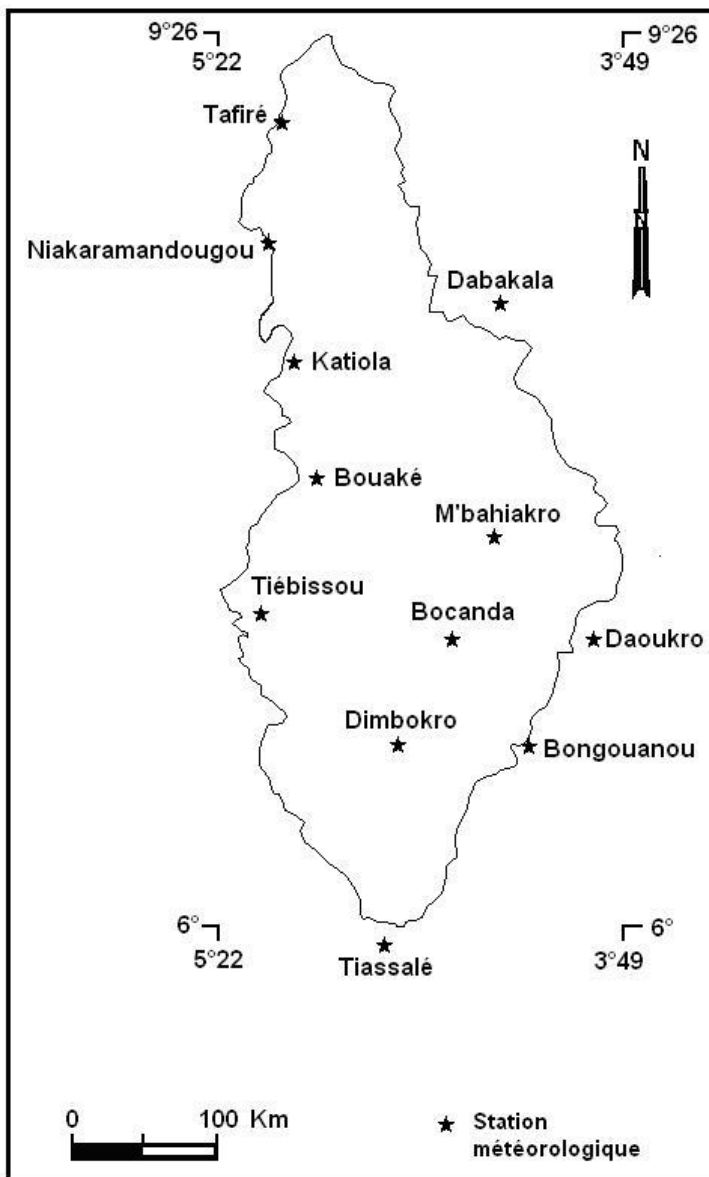 9°26
9°26
5°22
3°49
Tafiré
N
N
Niakaramandougou
Dabakala
Katiola
Bouaké
M'bahiakro
Tiébissou
Bocanda
Daoukro
Dimbokro
Bongouanou
6°
6°
5°22
3°49
Tiassalé
0
100 Km
Station
météorologique